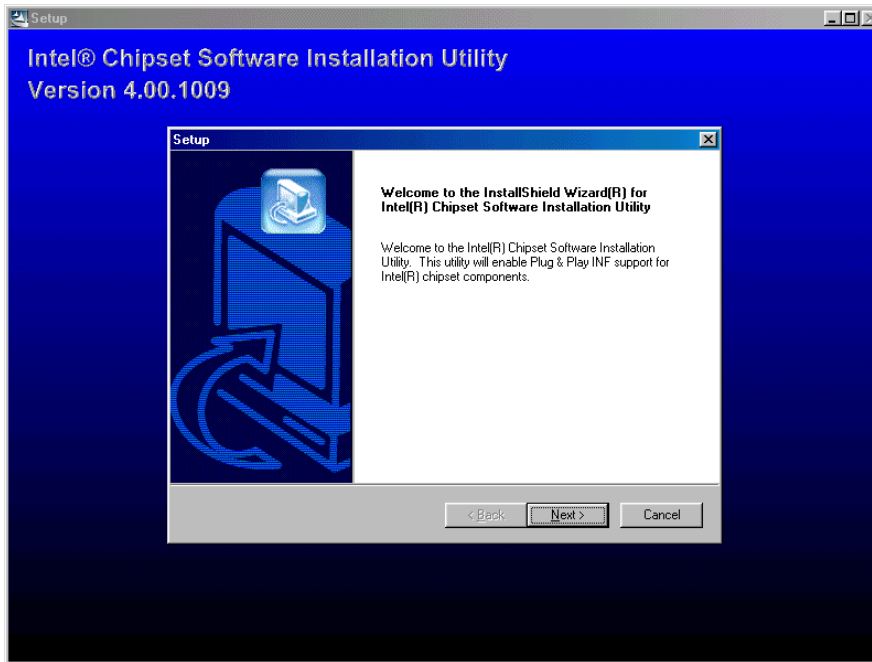 Setup
Intel® Chipset Software Installation Utility
Version 4.00.1009
Setup
Welcome to the InstallShield Wizard(R) for
Intel(R) Chipset Software Installation Utility
Welcome to the Intel(R) Chipset Software Installation
Utility. This utility will enable Plug & Play INF support for
Intel(R) chipset components.
< Back Next > Cancel